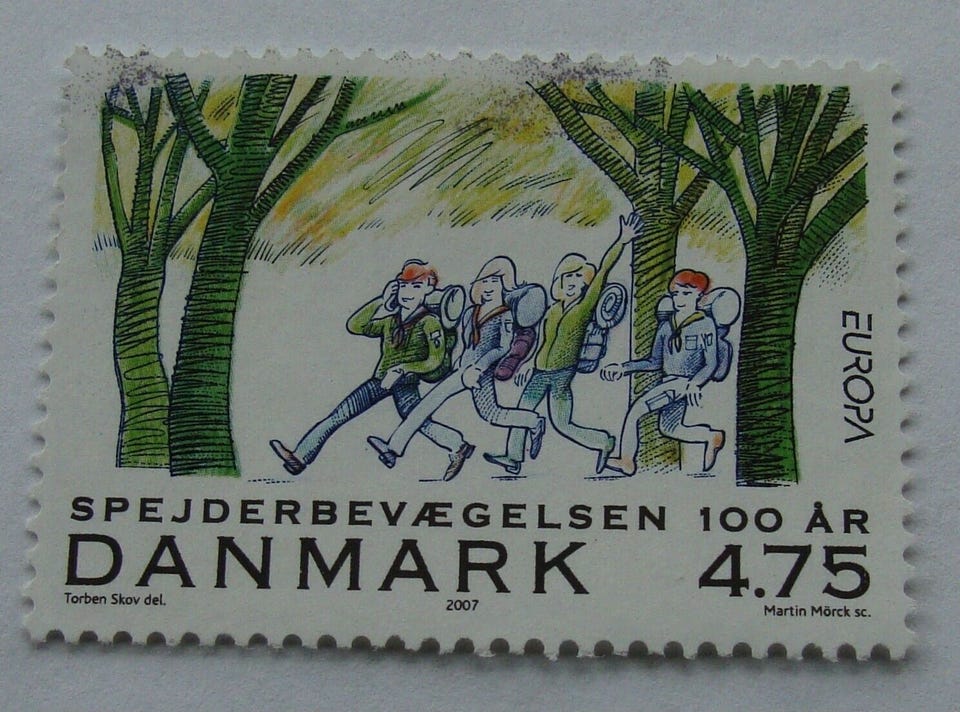 EUROPA
SPEJDERBEVÆGELSEN 100 ÅR
DANMARK 4.75
Torben Skov del. 2007 Martin Mörck sc.